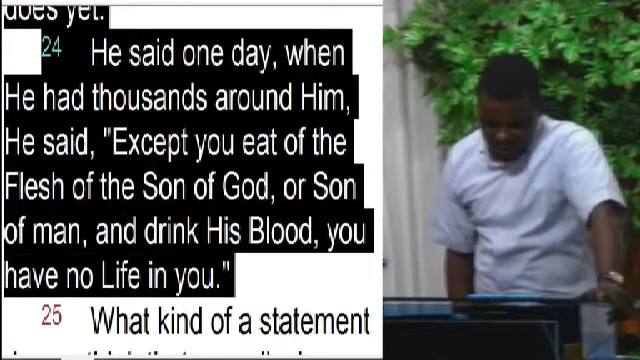 does yet.
24 He said one day, when
He had thousands around Him,
He said, "Except you eat of the
Flesh of the Son of God, or Son
of man, and drink His Blood, you
have no Life in you."
25 What kind of a statement